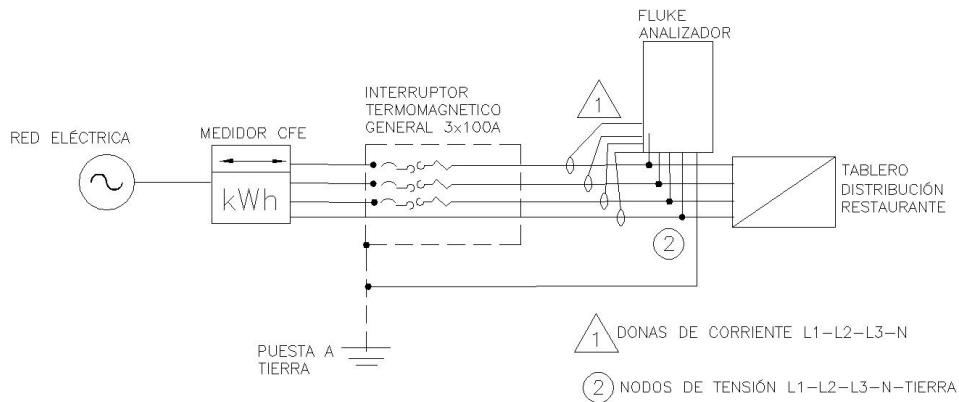 FLUKE
ANALIZADOR
1
INTERRUPTOR
TERMOMAGNETICO
GENERAL 3x100A
RED ELÉCTRICA
MEDIDOR CFE
kWh
TABLERO
DISTRIBUCIÓN
RESTAURANTE
2
PUESTA A
TIERRA
1 DONAS DE CORRIENTE L1-L2-L3-N
2 NODOS DE TENSIÓN L1-L2-L3-N-TIERRA